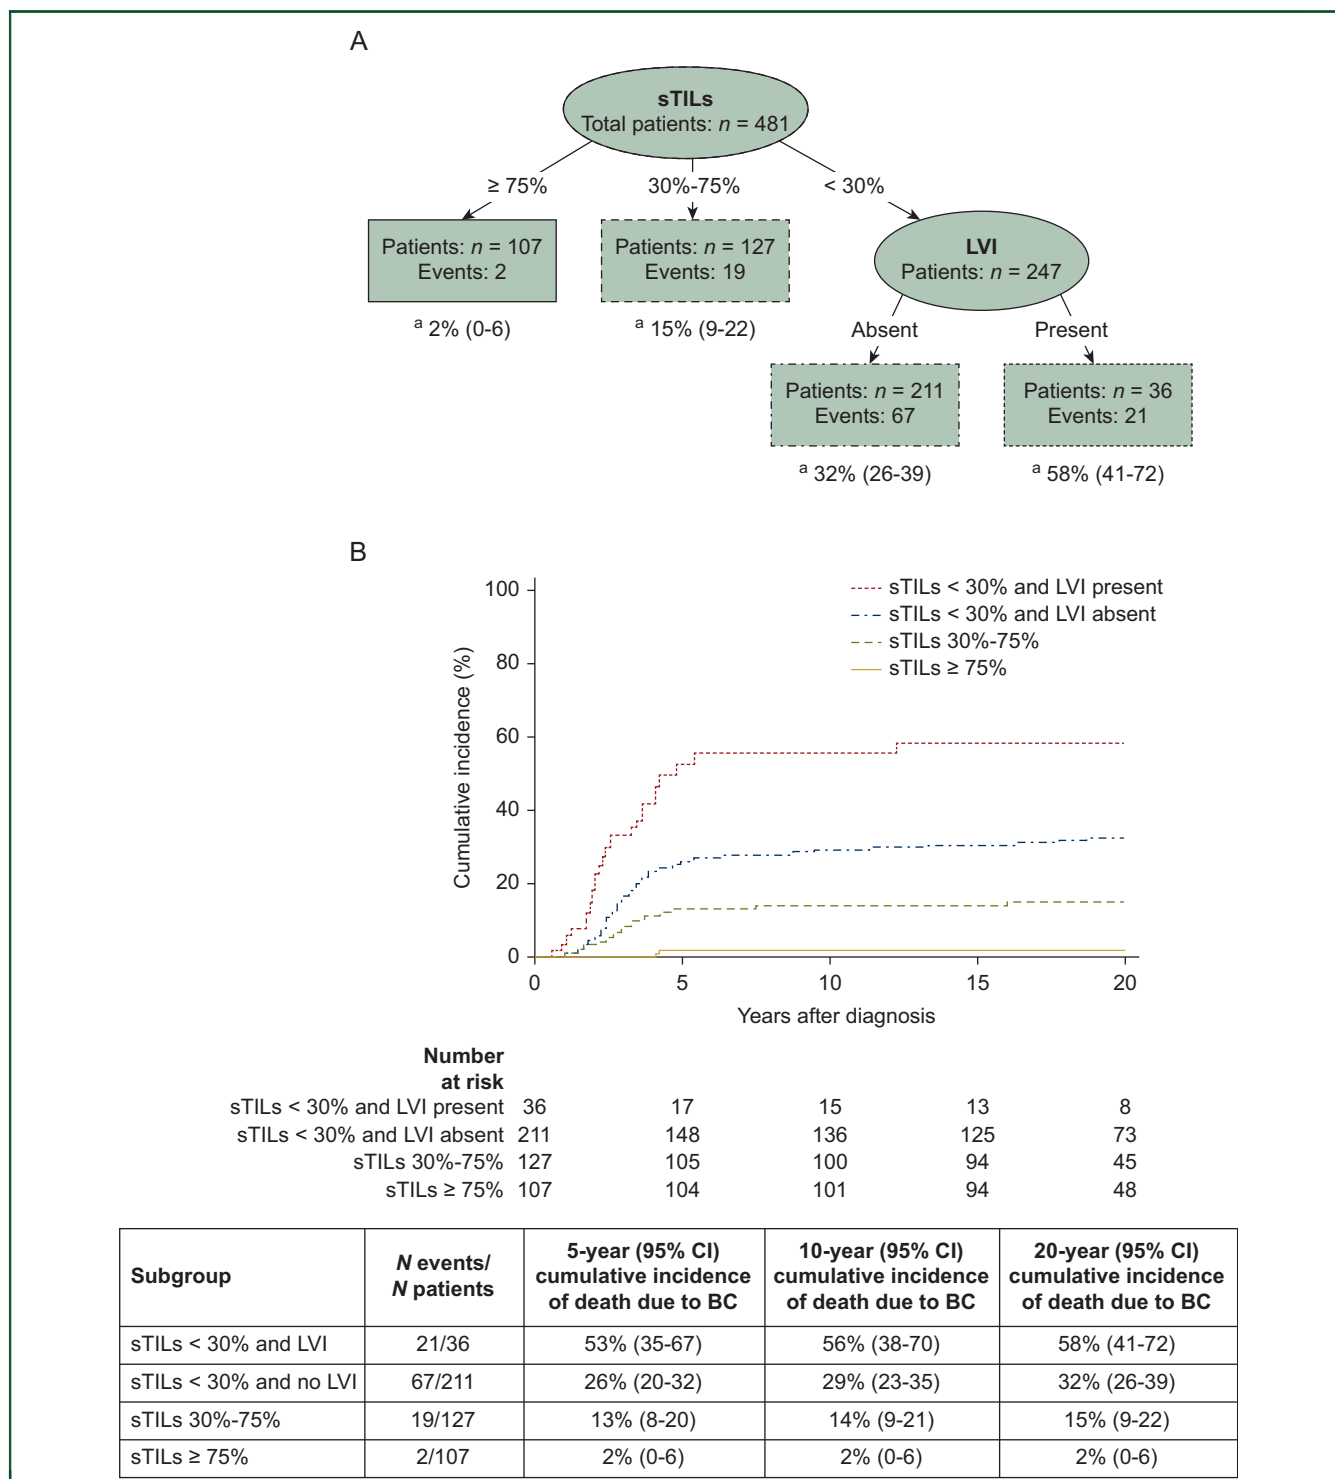 A
sTILs
Total patients: n = 481
≥ 75%
30%-75%
< 30%
Patients: n = 107
Events: 2
Patients: n = 127
Events: 19
LVI
Patients: n = 247
a 2% (0-6)
a 15% (9-22)
Absent
Present
Patients: n = 211
Events: 67
Patients: n = 36
Events: 21
a 32% (26-39)
a 58% (41-72)
B
100
80
60
40
20
0
Cumulative incidence (%)
sTILs < 30% and LVI present
sTILs < 30% and LVI absent
sTILs 30%-75%
sTILs ≥ 75%
0 5 10 15 20
Years after diagnosis
Number
at risk
sTILs < 30% and LVI present 36 17 15 13 8
sTILs < 30% and LVI absent 211 148 136 125 73
sTILs 30%-75% 127 105 100 94 45
sTILs ≥ 75% 107 104 101 94 48
Subgroup
N events/
N patients
5-year (95% CI)
cumulative incidence
of death due to BC
10-year (95% CI)
cumulative incidence
of death due to BC
20-year (95% CI)
cumulative incidence
of death due to BC
sTILs < 30% and LVI 21/36 53% (35-67) 56% (38-70) 58% (41-72)
sTILs < 30% and no LVI 67/211 26% (20-32) 29% (23-35) 32% (26-39)
sTILs 30%-75% 19/127 13% (8-20) 14% (9-21) 15% (9-22)
sTILs ≥ 75% 2/107 2% (0-6) 2% (0-6) 2% (0-6)